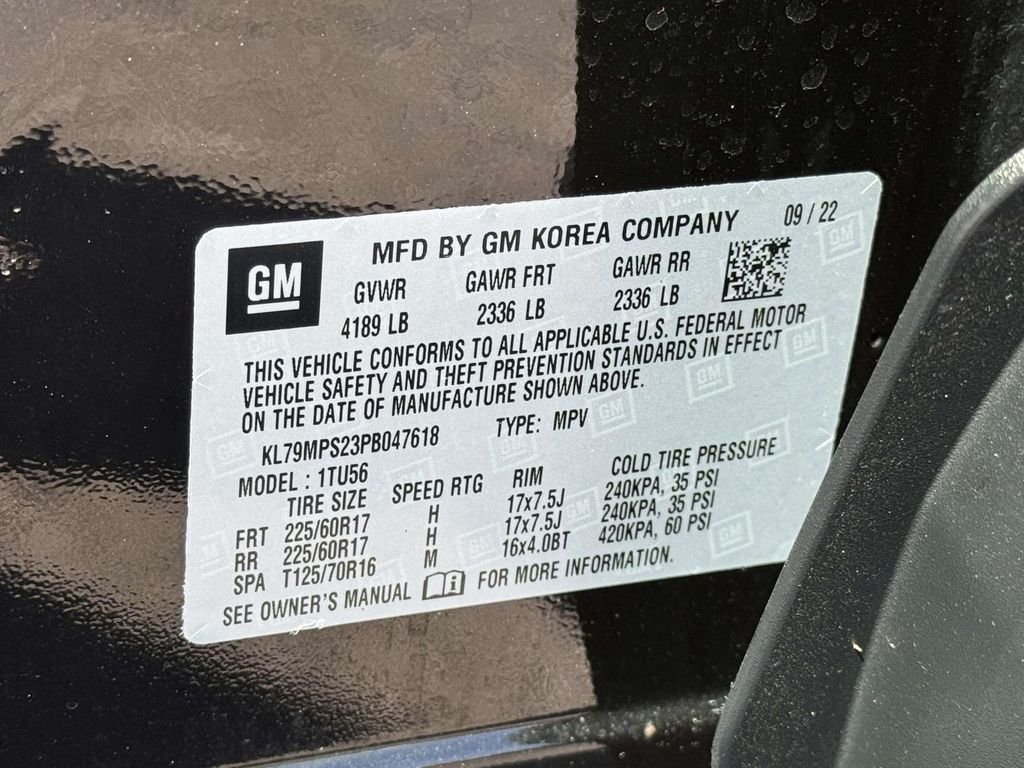 GM
MFD BY GM KOREA COMPANY 09 / 22
GVWR GAWR FRT GAWR RR
4189 LB 2336 LB 2336 LB
THIS VEHICLE CONFORMS TO ALL APPLICABLE U.S. FEDERAL MOTOR
VEHICLE SAFETY AND THEFT PREVENTION STANDARDS IN EFFECT
ON THE DATE OF MANUFACTURE SHOWN ABOVE.
KL79MPS23PB047618 TYPE: MPV
MODEL : 1TU56
TIRE SIZE SPEED RTG RIM COLD TIRE PRESSURE
FRT 225/60R17 H 17x7.5J 240KPA, 35 PSI
RR 225/60R17 H 17x7.5J 240KPA, 35 PSI
SPA T125/70R16 M 16x4.0BT 420KPA, 60 PSI
SEE OWNER'S MANUAL FOR MORE INFORMATION.